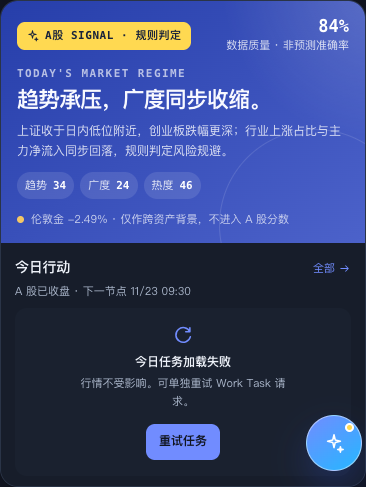 A股 SIGNAL · 规则判定
84%
数据质量 · 非预测准确率
TODAY'S MARKET REGIME
趋势承压，广度同步收缩。
上证收于日内低位附近，创业板跌幅更深；行业上涨占比与主
力净流入同步回落，规则判定风险规避。
趋势 34
广度 24
热度 46
伦敦金 −2.49% · 仅作跨资产背景，不进入 A 股分数
今日行动
全部 →
A 股已收盘 · 下一节点 11/23 09:30
今日任务加载失败
行情不受影响。可单独重试 Work Task 请
求。
重试任务